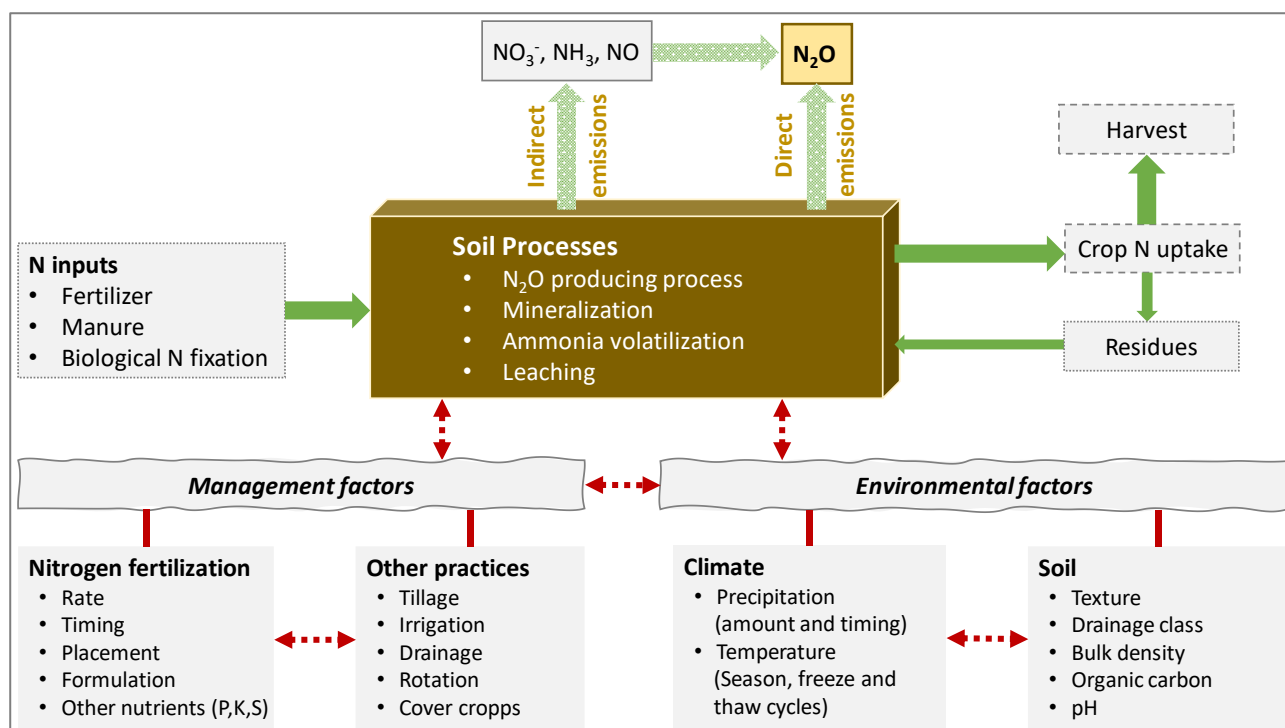 NO₃⁻, NH₃, NO
N₂O
Indirect
emissions
Direct
emissions
Harvest
Crop N uptake
Residues
N inputs
• Fertilizer
• Manure
• Biological N fixation
Soil Processes
• N₂O producing process
• Mineralization
• Ammonia volatilization
• Leaching
Management factors
Environmental factors
Nitrogen fertilization
• Rate
• Timing
• Placement
• Formulation
• Other nutrients (P,K,S)
Other practices
• Tillage
• Irrigation
• Drainage
• Rotation
• Cover cropps
Climate
• Precipitation
(amount and timing)
• Temperature
(Season, freeze and
thaw cycles)
Soil
• Texture
• Drainage class
• Bulk density
• Organic carbon
• pH